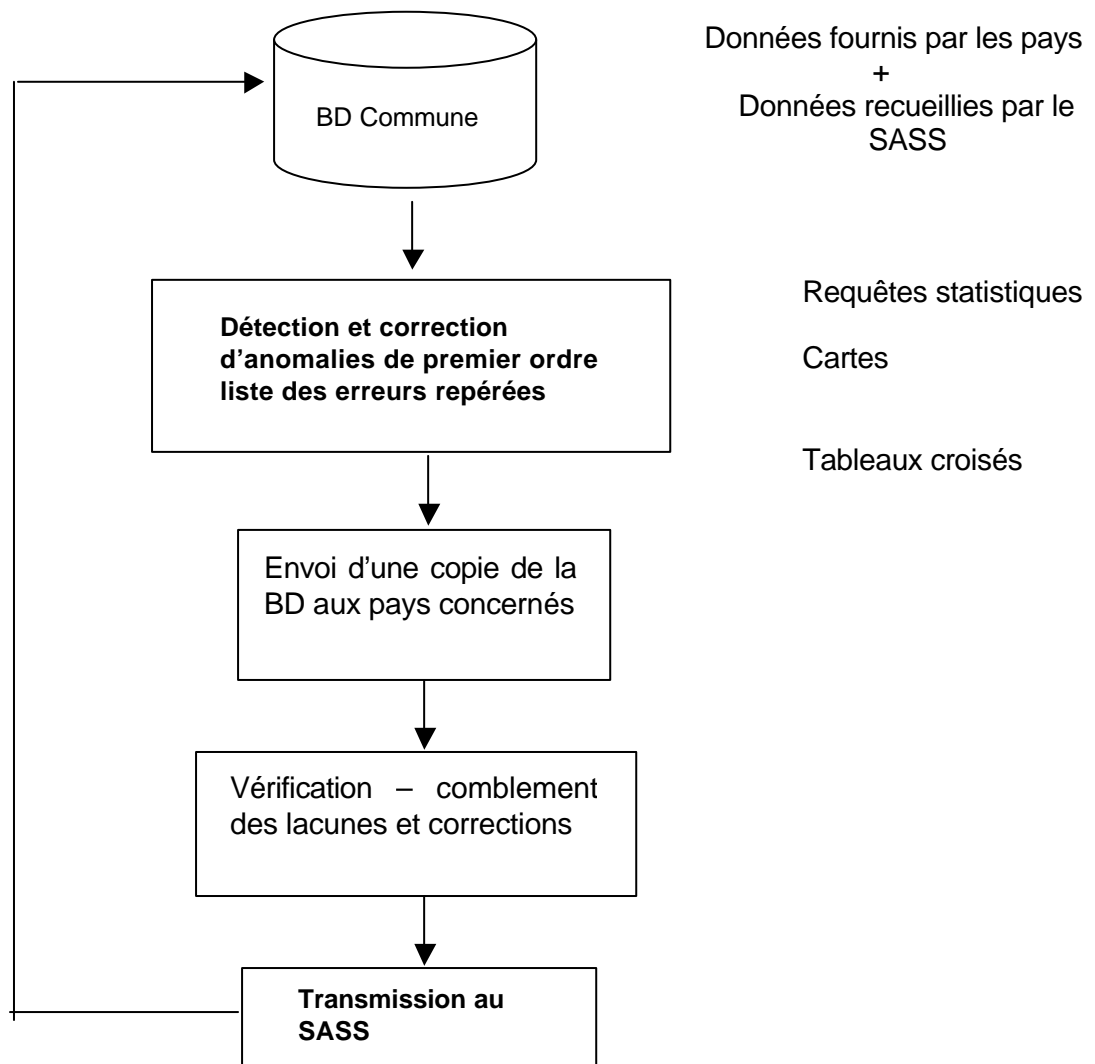 Données fournis par les pays
+
Données recueillies par le
SASS
BD Commune
Détection et correction
d'anomalies de premier ordre
liste des erreurs repérées
Requêtes statistiques
Cartes
Tableaux croisés
Envoi d'une copie de la
BD aux pays concernés
Vérification – comblement
des lacunes et corrections
Transmission au
SASS